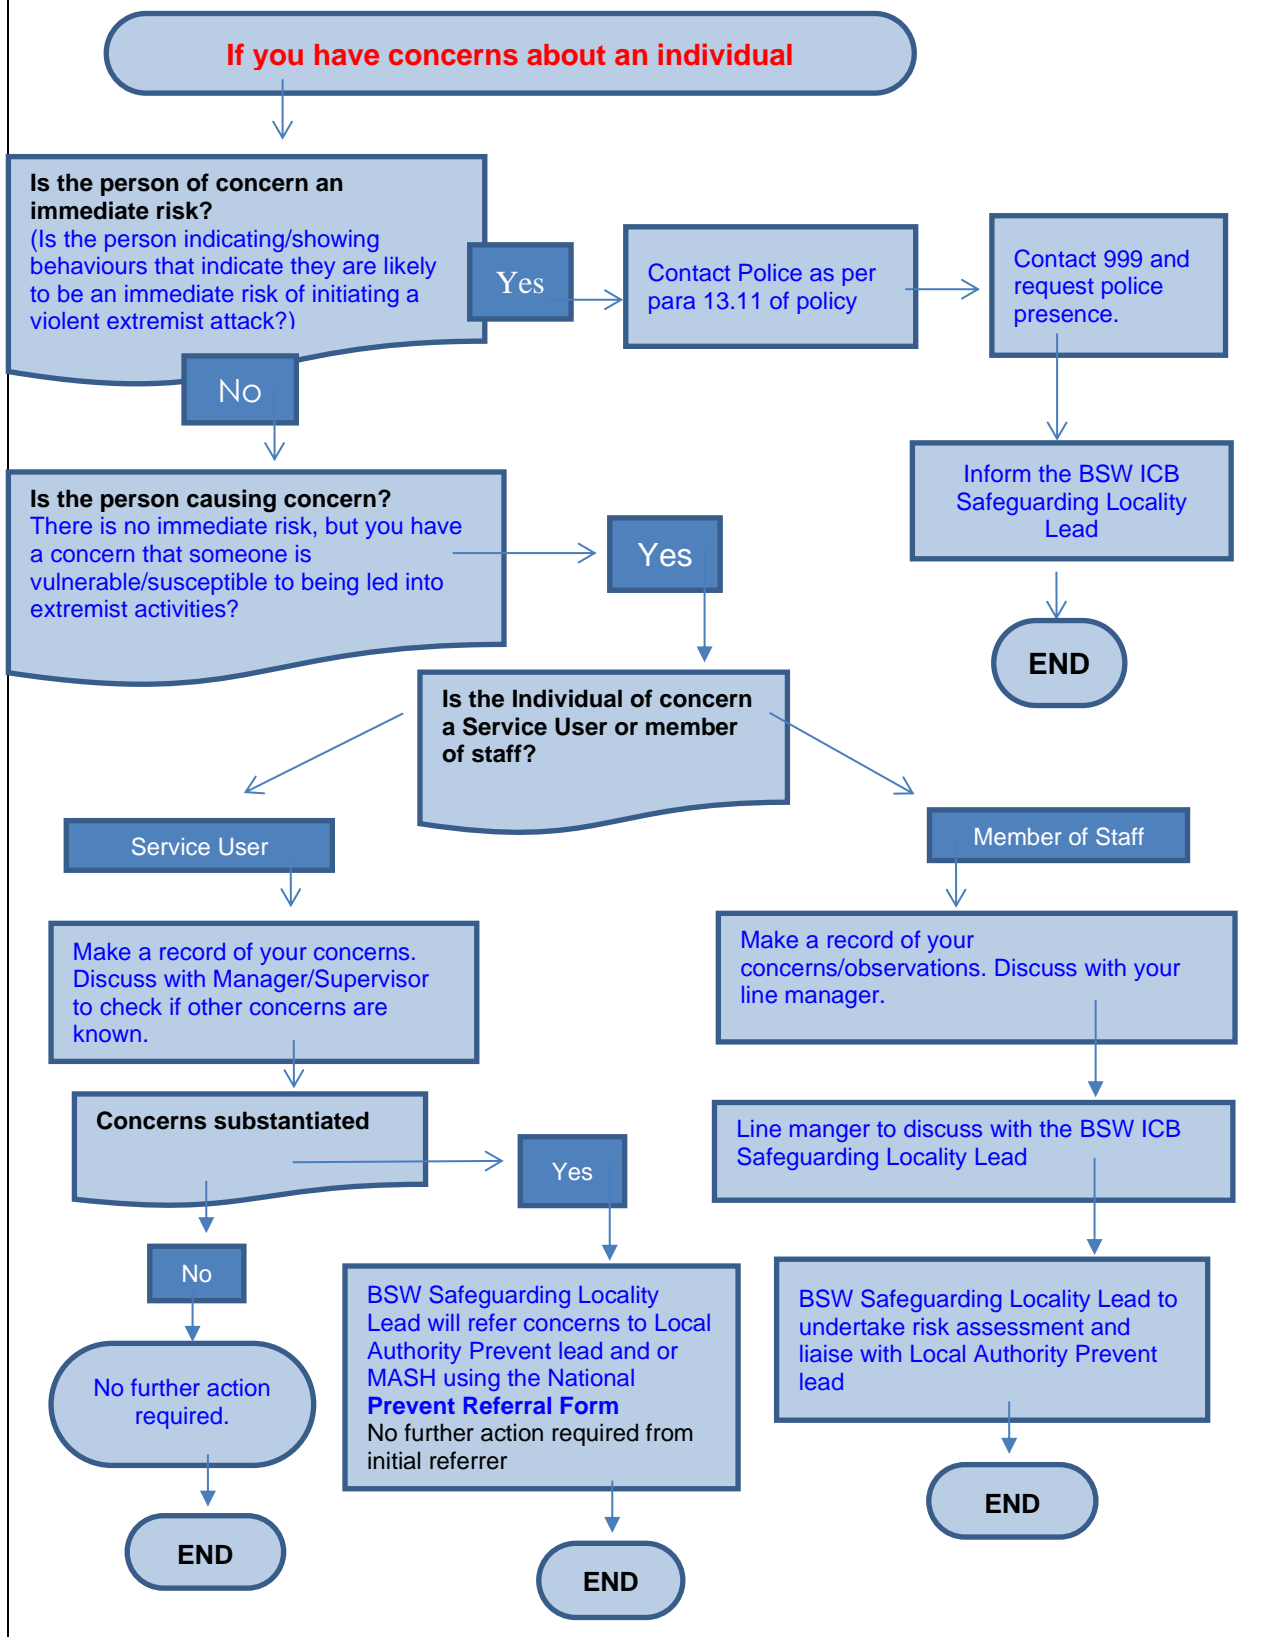 If you have concerns about an individual
Is the person of concern an
immediate risk?
(Is the person indicating/showing
behaviours that indicate they are likely
to be an immediate risk of initiating a
violent extremist attack?)
Yes
Contact Police as per
para 13.11 of policy
Contact 999 and
request police
presence.
Inform the BSW ICB
Safeguarding Locality
Lead
END
No
Is the person causing concern?
There is no immediate risk, but you have
a concern that someone is
vulnerable/susceptible to being led into
extremist activities?
Yes
Is the Individual of concern
a Service User or member
of staff?
Service User
Make a record of your concerns.
Discuss with Manager/Supervisor
to check if other concerns are
known.
Concerns substantiated
Yes
No
No further action
required.
END
BSW Safeguarding Locality
Lead will refer concerns to Local
Authority Prevent lead and or
MASH using the National
Prevent Referral Form
No further action required from
initial referrer
END
Member of Staff
Make a record of your
concerns/observations. Discuss with your
line manager.
Line manger to discuss with the BSW ICB
Safeguarding Locality Lead
BSW Safeguarding Locality Lead to
undertake risk assessment and
liaise with Local Authority Prevent
lead
END